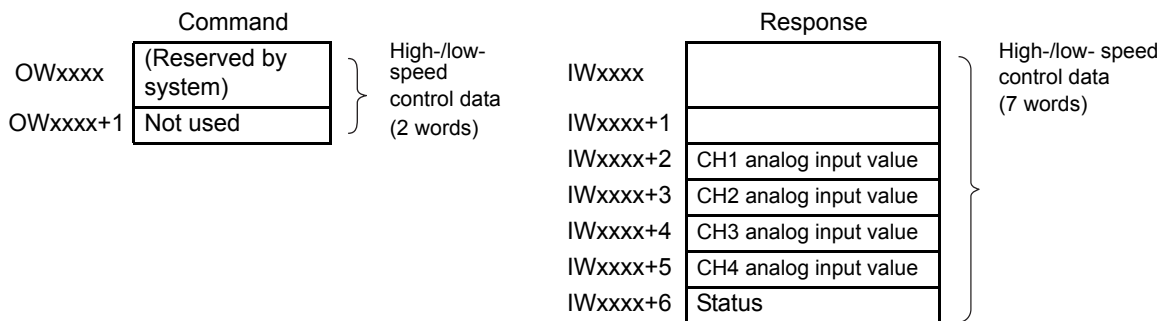 Command
OWxxxx
(Reserved by
system)
OWxxxx+1
Not used
High-/low-
speed
control data
(2 words)
Response
IWxxxx
IWxxxx+1
IWxxxx+2
CH1 analog input value
IWxxxx+3
CH2 analog input value
IWxxxx+4
CH3 analog input value
IWxxxx+5
CH4 analog input value
IWxxxx+6
Status
High-/low- speed
control data
(7 words)